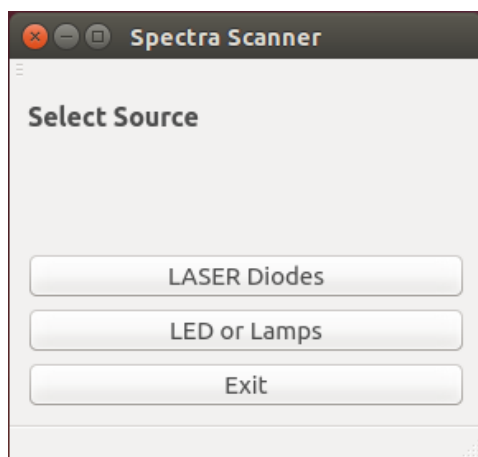 Spectra Scanner
Select Source
LASER Diodes
LED or Lamps
Exit